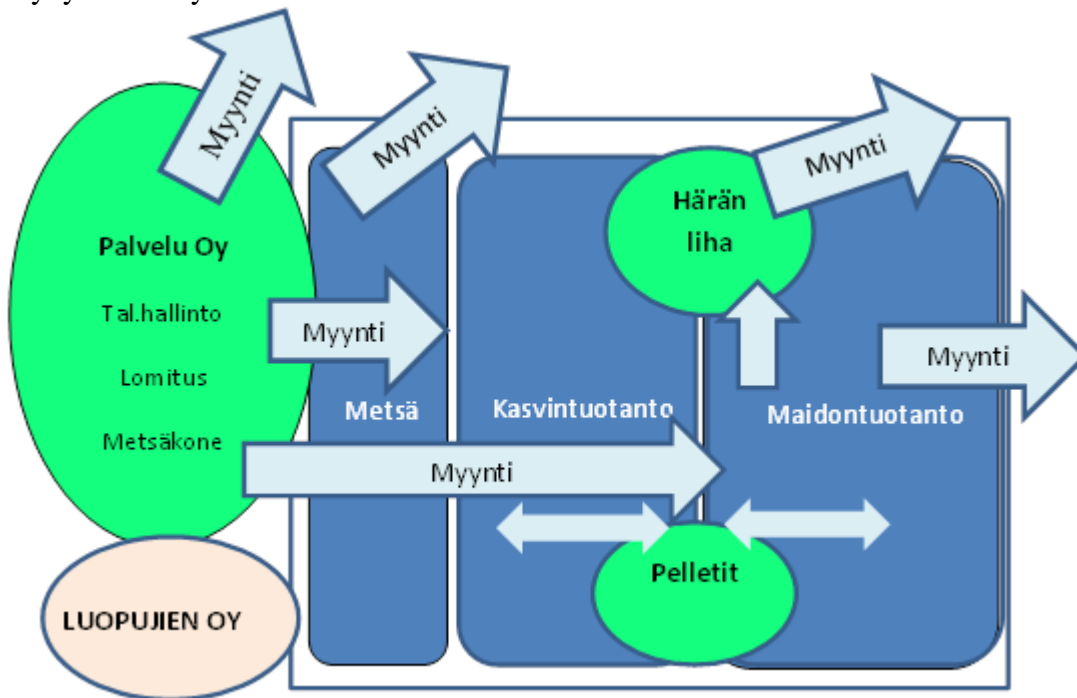 Myynti
Myynti
Myynti
Palvelu Oy
Tal.hallinto
Lomitus
Metsäkone
Härän
liha
Myynti
Myynti
Metsä
Kasvintuotanto
Maidontuotanto
Myynti
Pelletit
LUOPUJIEN OY